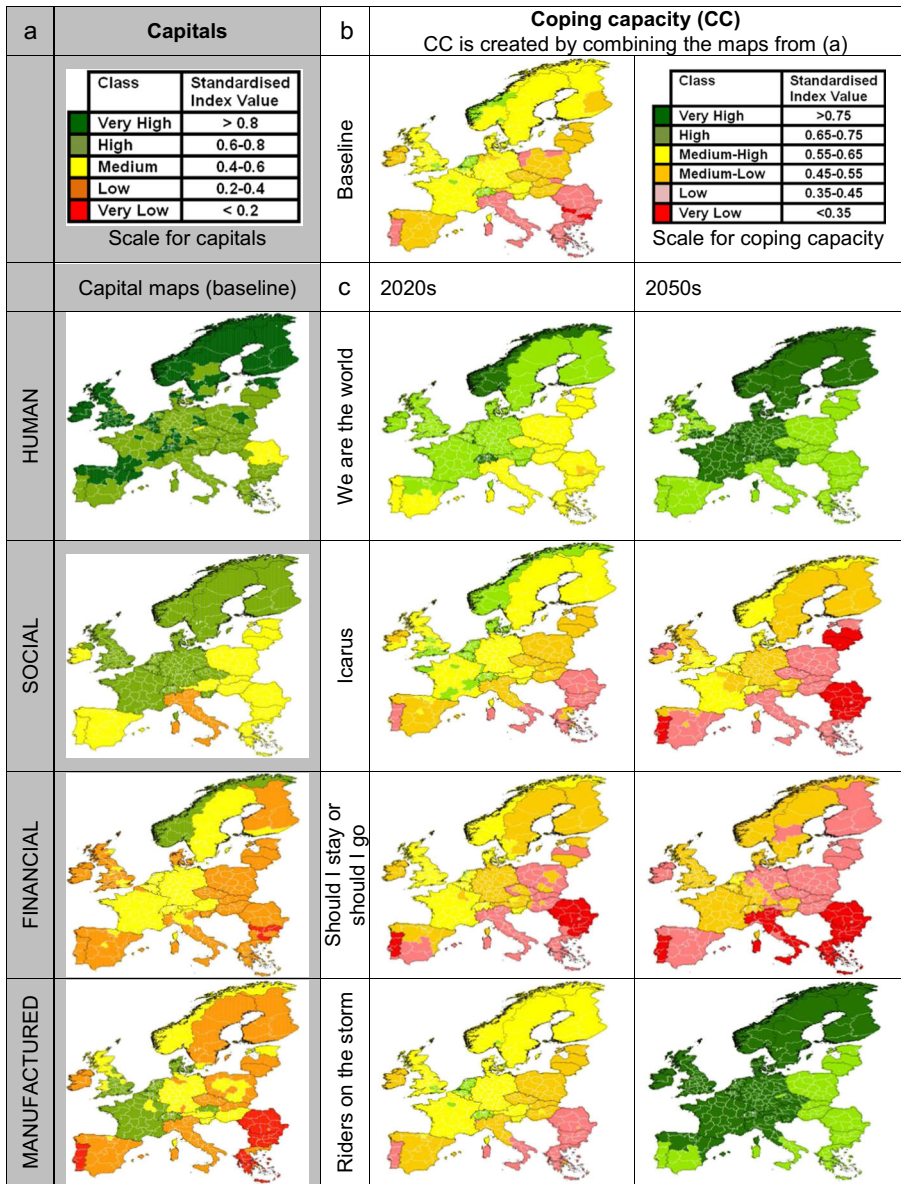 a
Capitals
b
Coping capacity (CC)
CC is created by combining the maps from (a)
Class Standardised Index Value
Very High > 0.8
High 0.6-0.8
Medium 0.4-0.6
Low 0.2-0.4
Very Low < 0.2
Scale for capitals
Baseline
Class Standardised Index Value
Very High >0.75
High 0.65-0.75
Medium-High 0.55-0.65
Medium-Low 0.45-0.55
Low 0.35-0.45
Very Low <0.35
Scale for coping capacity
Capital maps (baseline)
c
2020s
2050s
HUMAN
We are the world
SOCIAL
Icarus
FINANCIAL
Should I stay or
should I go
MANUFACTURED
Riders on the storm